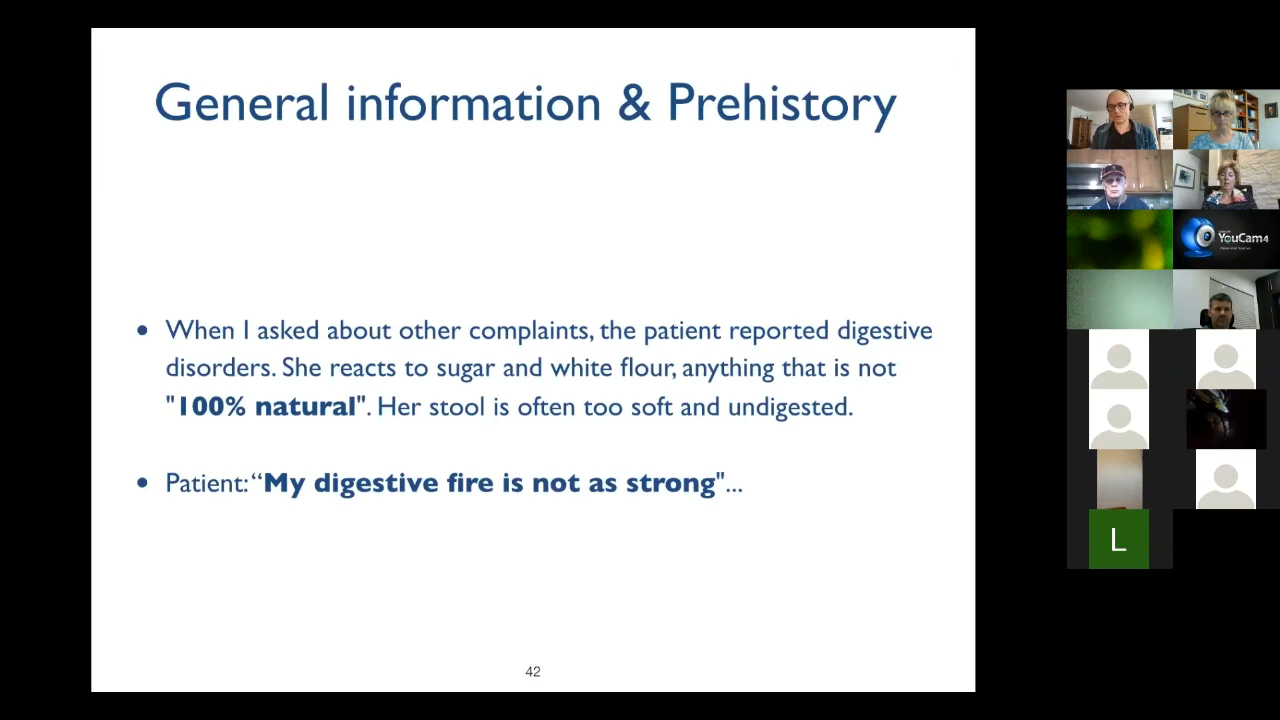 General information & Prehistory
• When I asked about other complaints, the patient reported digestive
disorders. She reacts to sugar and white flour, anything that is not
"100% natural". Her stool is often too soft and undigested.
• Patient: “My digestive fire is not as strong"...
42
YouCam4
L